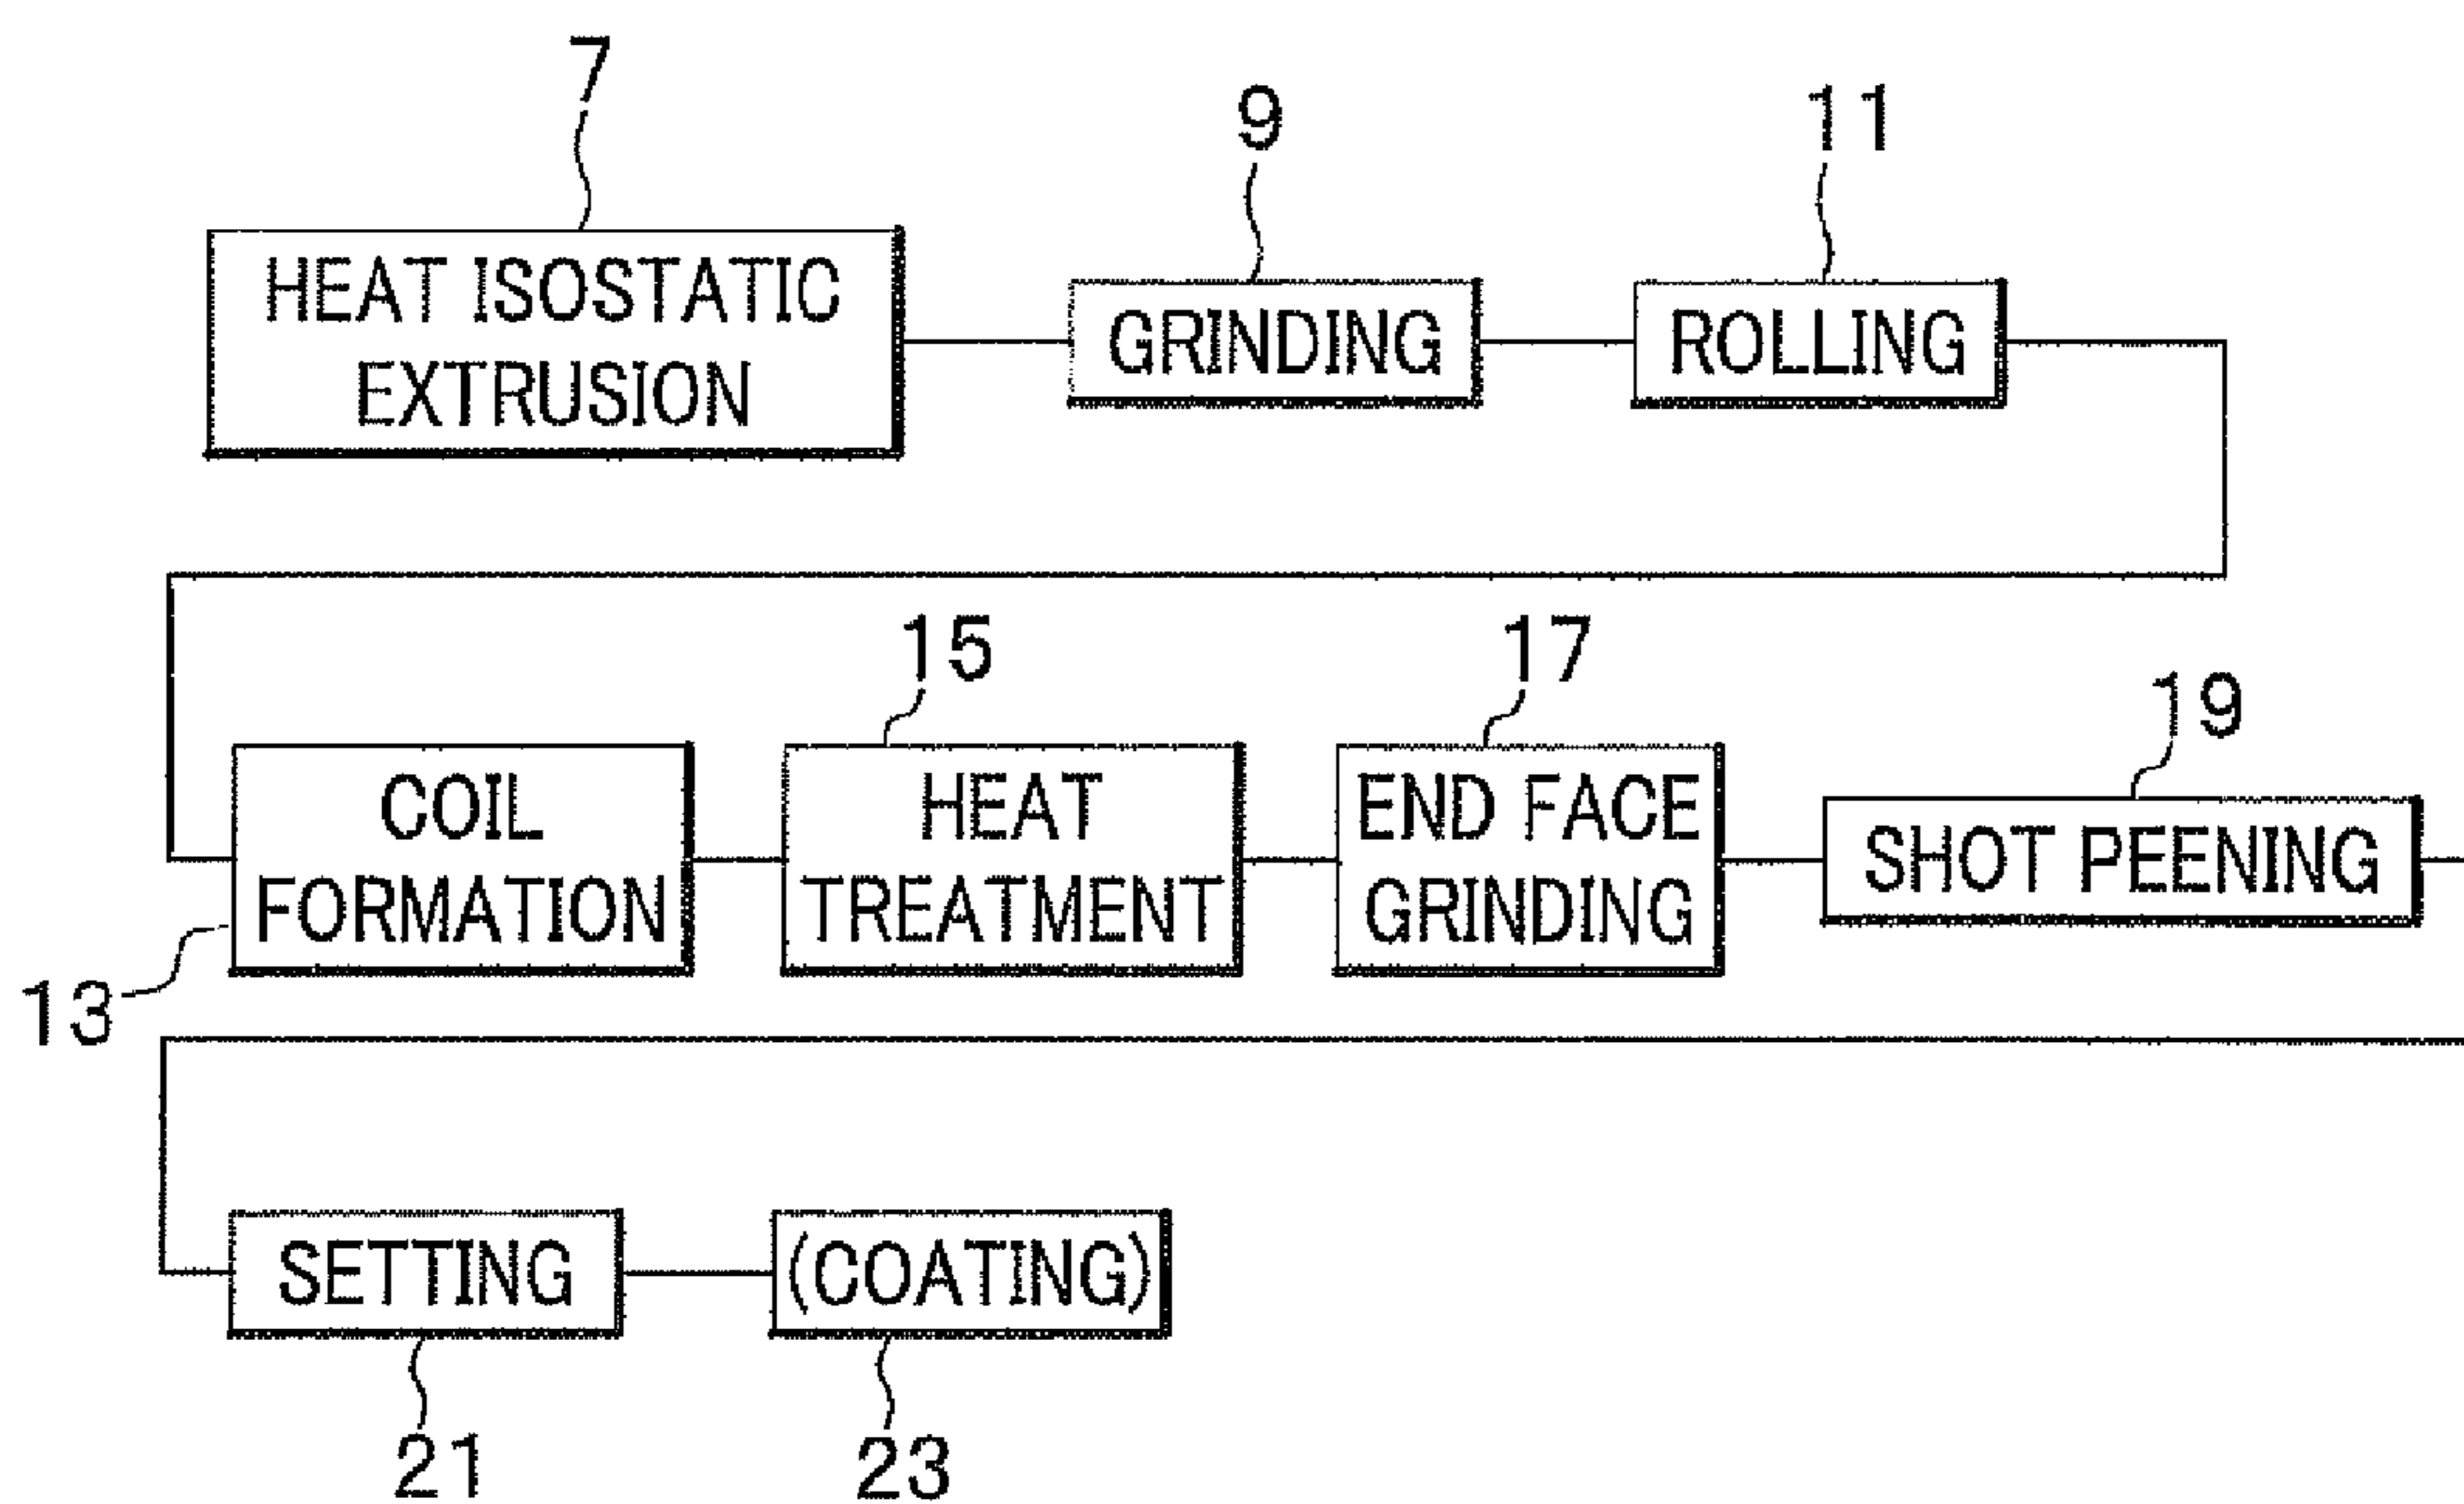 7
9
11
HEAT ISOSTATIC
EXTRUSION
GRINDING
ROLLING
15
17
19
COIL
FORMATION
HEAT
TREATMENT
END FACE
GRINDING
SHOT PEENING
13
SETTING
(COATING)
21
23